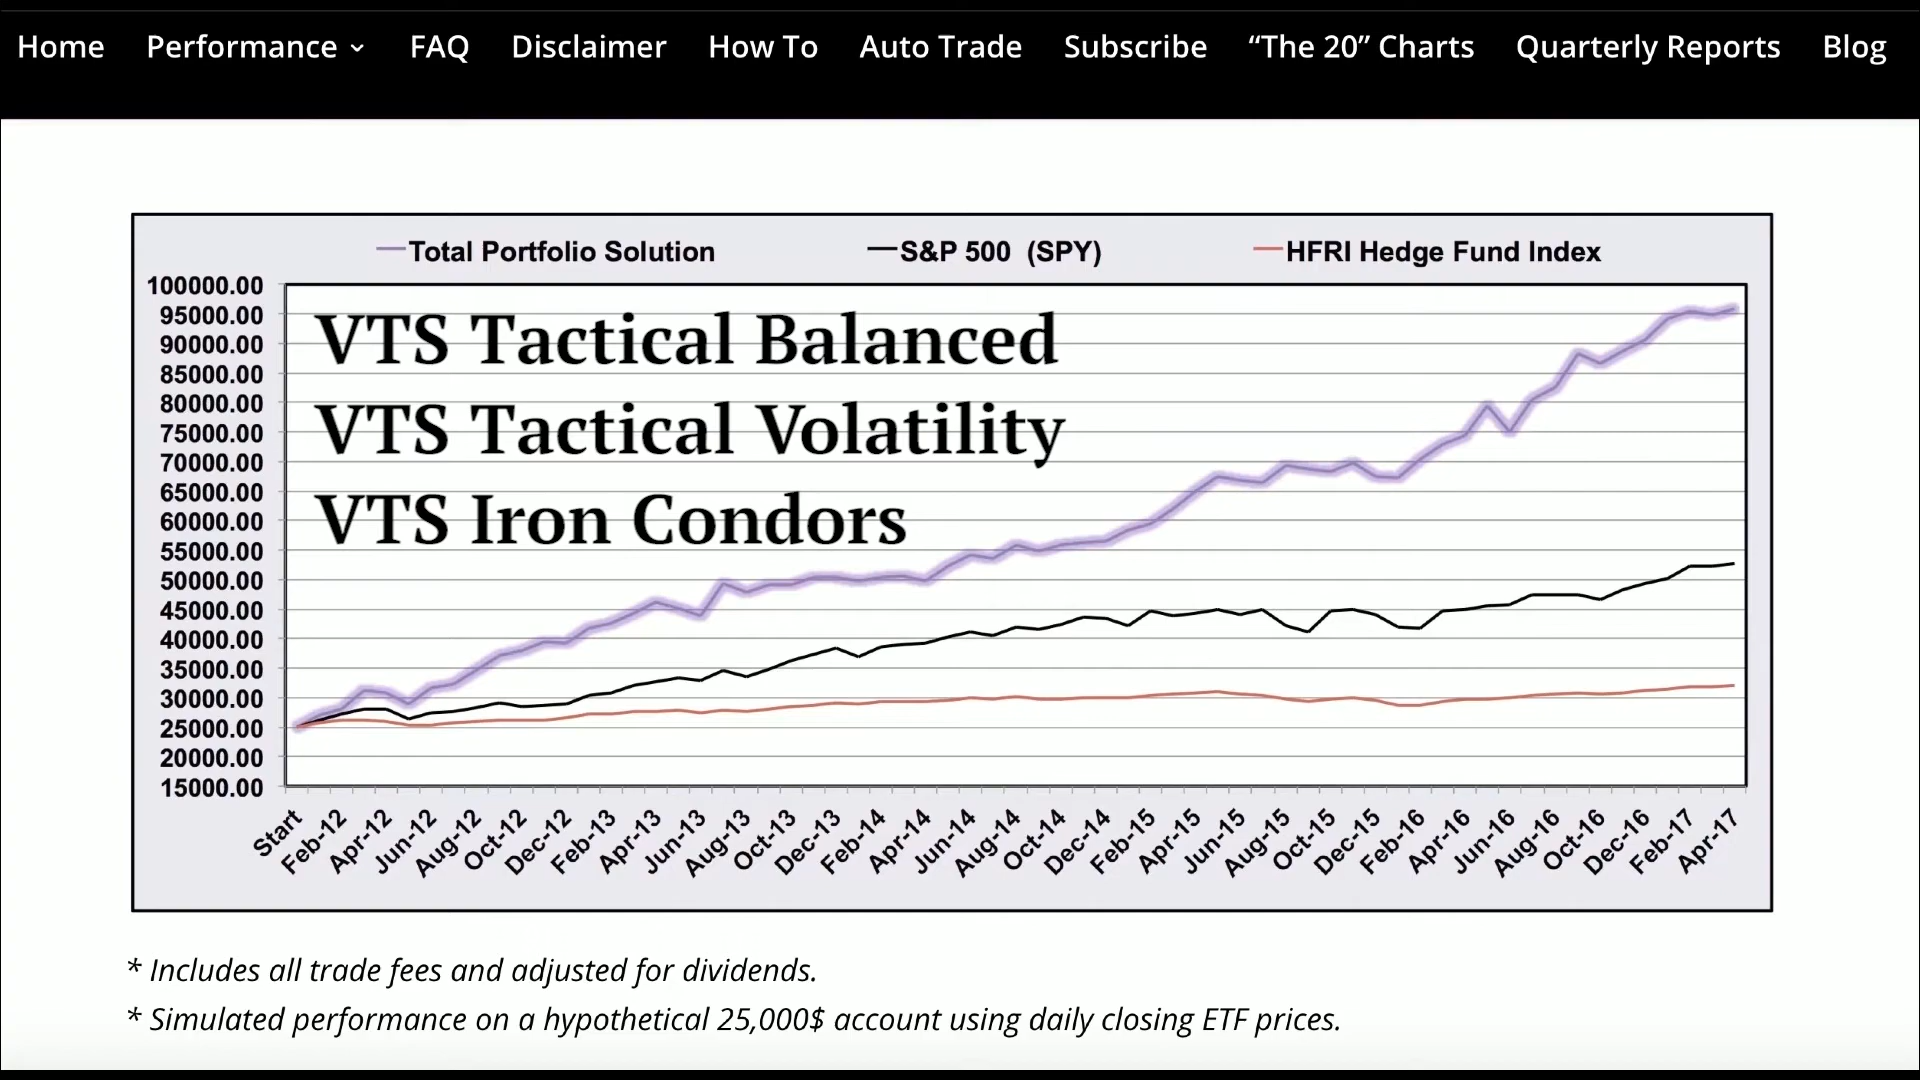 Home Performance FAQ Disclaimer How To Auto Trade Subscribe “The 20” Charts Quarterly Reports Blog
Total Portfolio Solution S&P 500 (SPY) HFRI Hedge Fund Index
VTS Tactical Balanced
VTS Tactical Volatility
VTS Iron Condors
100000.00
95000.00
90000.00
85000.00
80000.00
75000.00
70000.00
65000.00
60000.00
55000.00
50000.00
45000.00
40000.00
35000.00
30000.00
25000.00
20000.00
15000.00
Start Feb-12 Apr-12 Jun-12 Aug-12 Oct-12 Dec-12 Feb-13 Apr-13 Jun-13 Aug-13 Oct-13 Dec-13 Feb-14 Apr-14 Jun-14 Aug-14 Oct-14 Dec-14 Feb-15 Apr-15 Jun-15 Aug-15 Oct-15 Dec-15 Feb-16 Apr-16 Jun-16 Aug-16 Oct-16 Dec-16 Feb-17 Apr-17
* Includes all trade fees and adjusted for dividends.
* Simulated performance on a hypothetical 25,000$ account using daily closing ETF prices.